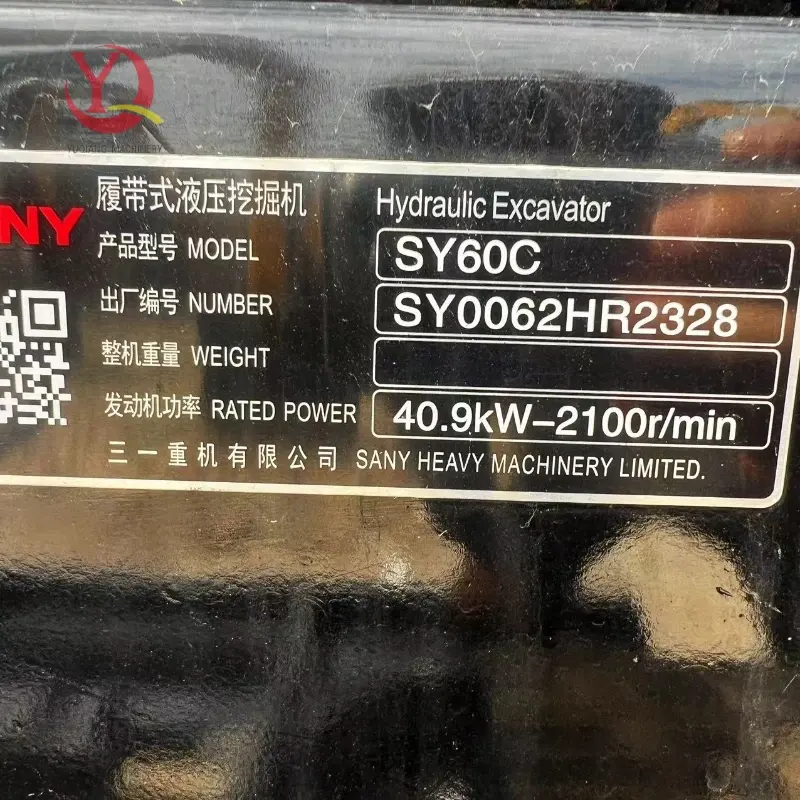 YUQIANG MACHINERY
履带式液压挖掘机 Hydraulic Excavator
NY
产品型号 MODEL SY60C
出厂编号 NUMBER SY0062HR2328
整机重量 WEIGHT
发动机功率 RATED POWER 40.9kW-2100r/min
三一重机有限公司 SANY HEAVY MACHINERY LIMITED.